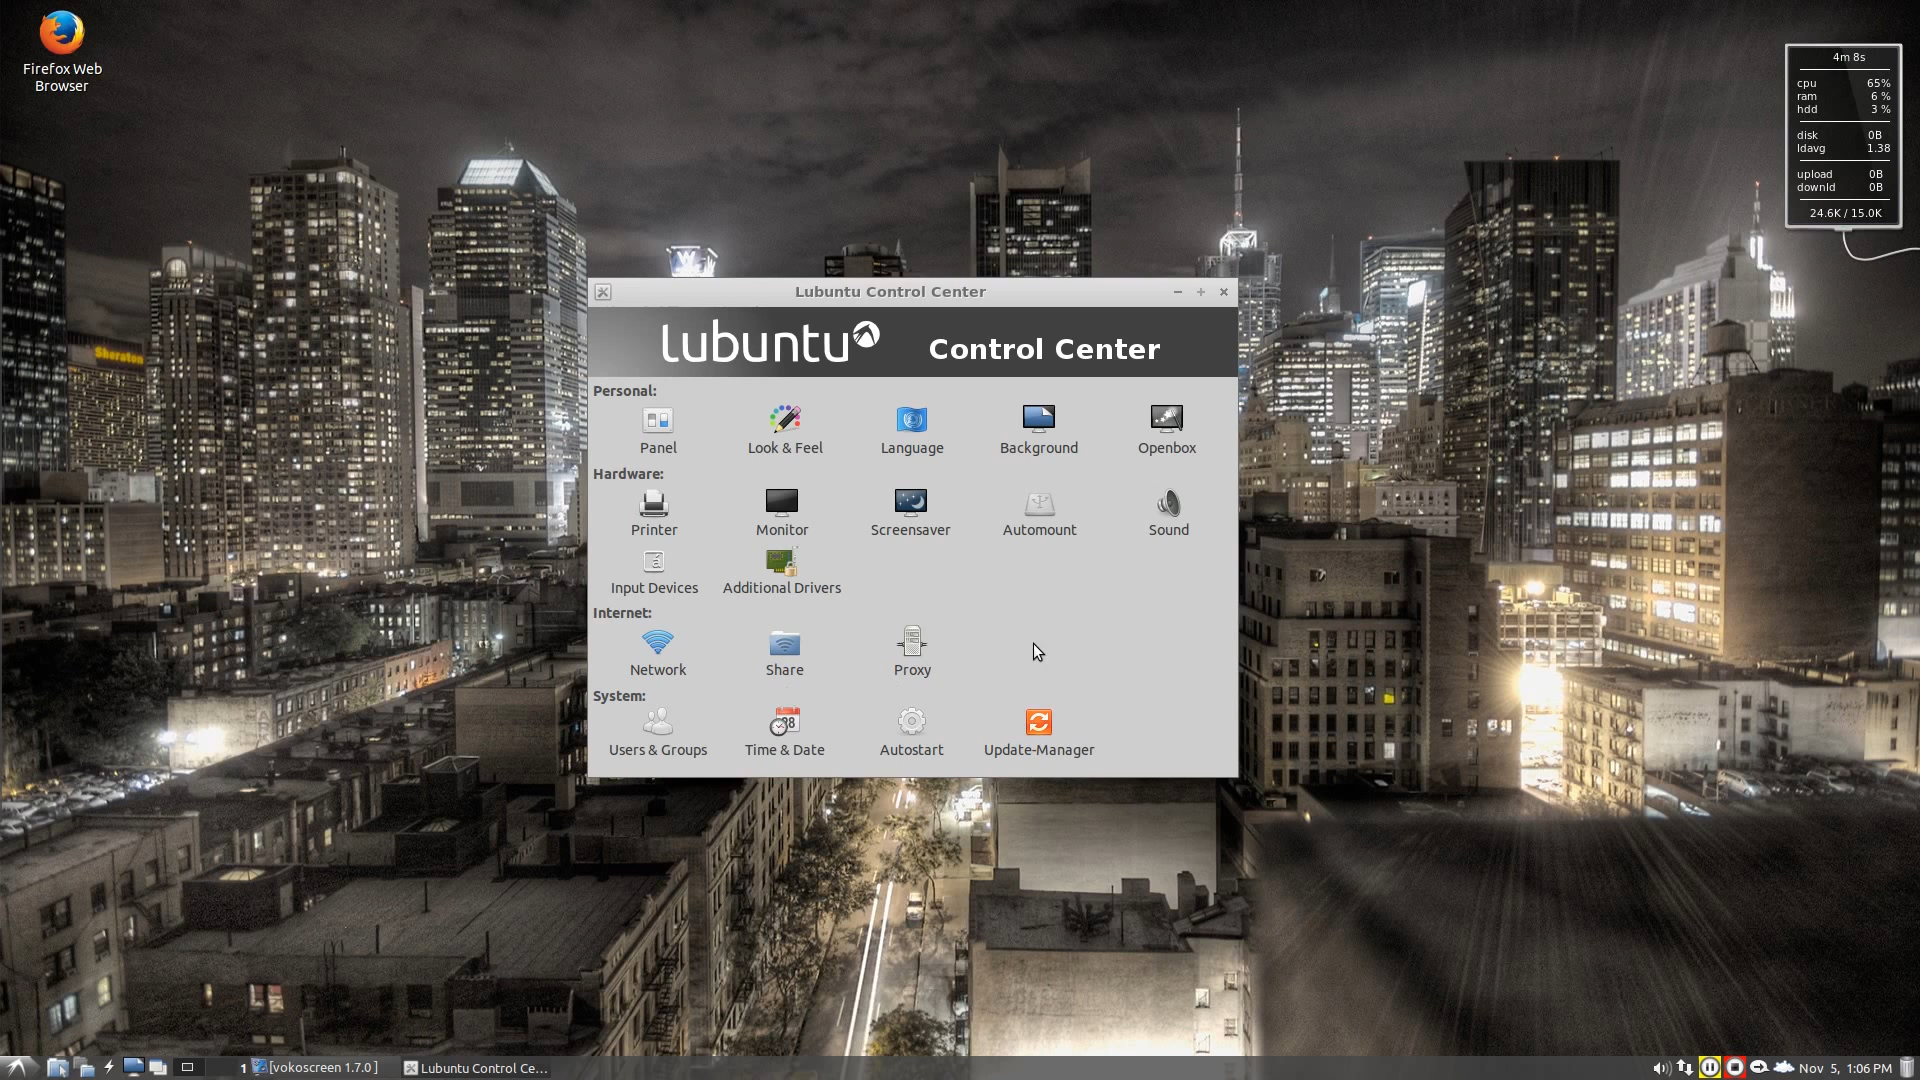 Firefox Web
Browser
4m 8s
cpu 65%
ram 6 %
hdd 3 %
disk 0B
ldavg 1.38
upload 0B
downld 0B
24.6K / 15.0K
Sheraton
W
Lubuntu Control Center
lubuntu Control Center
Personal:
Panel Look & Feel Language Background Openbox
Hardware:
Printer Monitor Screensaver Automount Sound
Input Devices Additional Drivers
Internet:
Network Share Proxy
System:
38
Users & Groups Time & Date Autostart Update-Manager
1 [vokoscreen 1.7.0 ] Lubuntu Control Ce... Nov 5, 1:06 PM